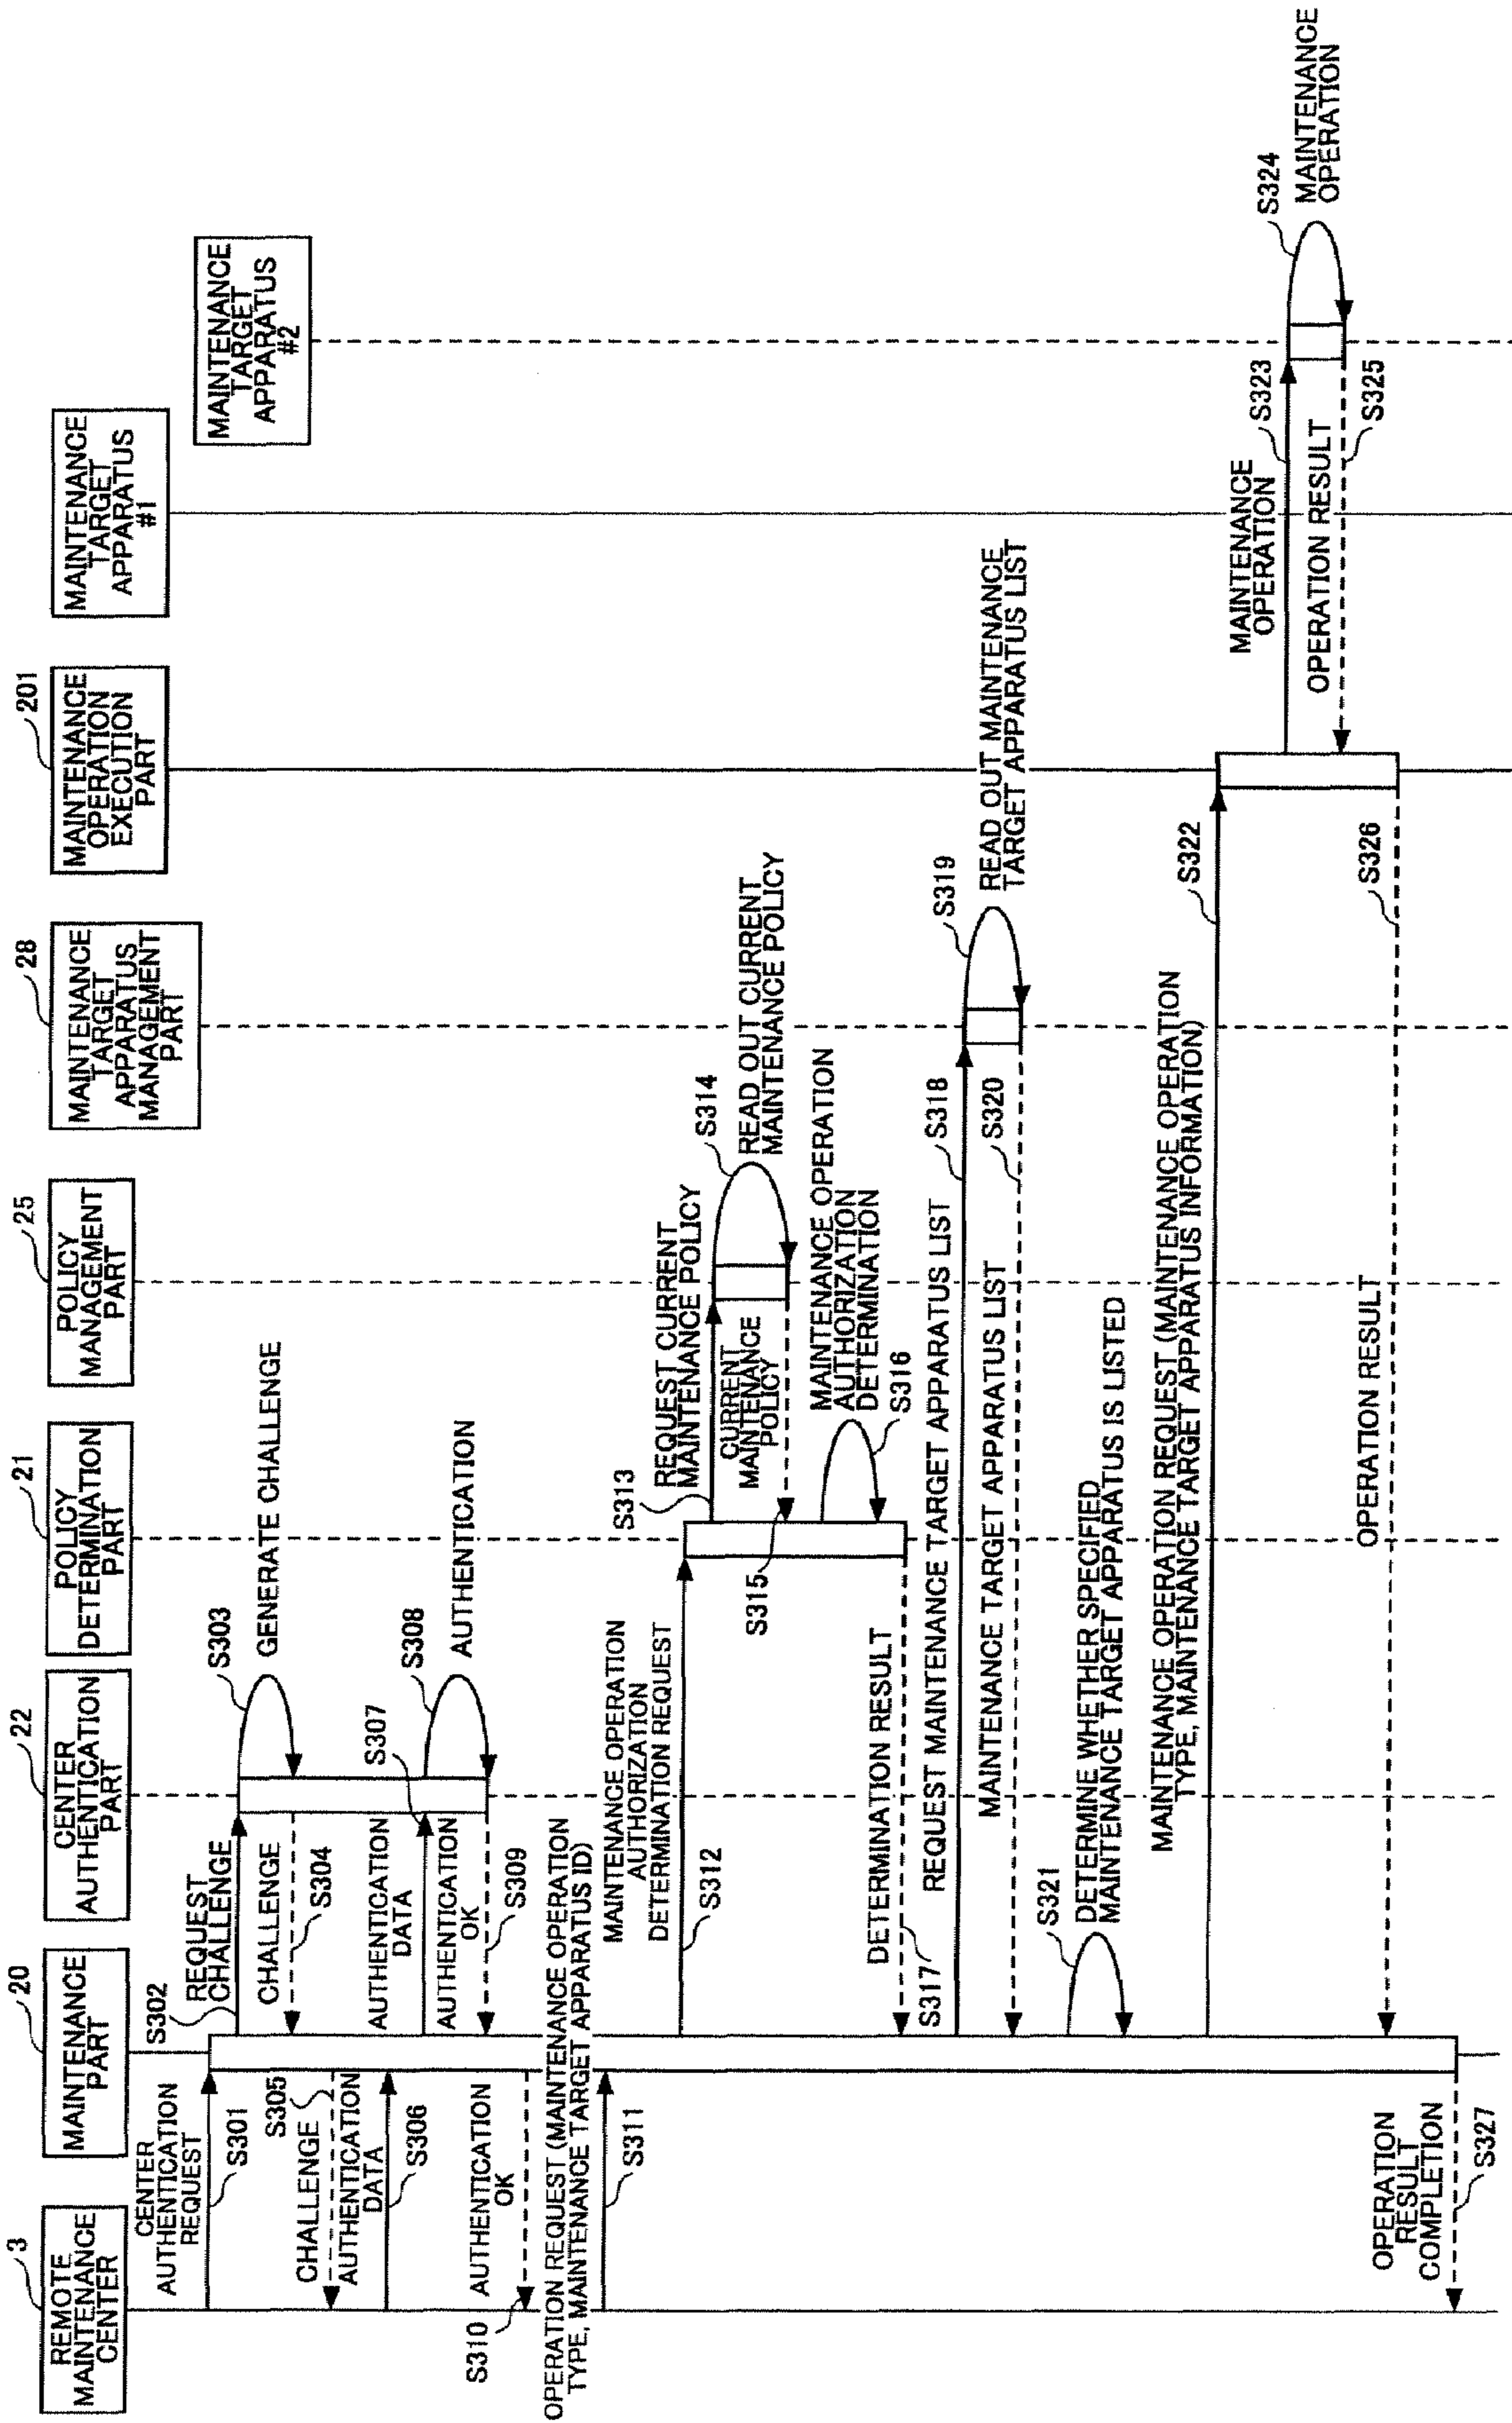 3
REMOTE
MAINTENANCE
CENTER
20
MAINTENANCE
PART
22
CENTER
AUTHENTICATION
PART
21
POLICY
DETERMINATION
PART
25
POLICY
MANAGEMENT
PART
28
MAINTENANCE
TARGET
APPARATUS
MANAGEMENT
PART
201
MAINTENANCE
OPERATION
EXECUTION
PART
MAINTENANCE
TARGET
APPARATUS
#1
MAINTENANCE
TARGET
APPARATUS
#2
CENTER
AUTHENTICATION
REQUEST
S301
S302
REQUEST
CHALLENGE
S303
GENERATE CHALLENGE
CHALLENGE
S304
S305
CHALLENGE
AUTHENTICATION
DATA
S306
AUTHENTICATION
DATA
S307
S308
AUTHENTICATION
AUTHENTICATION
OK
S309
AUTHENTICATION
OK
S310
OPERATION REQUEST (MAINTENANCE OPERATION
TYPE, MAINTENANCE TARGET APPARATUS ID)
S311
MAINTENANCE OPERATION
AUTHORIZATION
DETERMINATION REQUEST
S312
S313
REQUEST CURRENT
MAINTENANCE POLICY
S314
READ OUT CURRENT
MAINTENANCE POLICY
CURRENT
MAINTENANCE
POLICY
S315
MAINTENANCE OPERATION
AUTHORIZATION
DETERMINATION
S316
DETERMINATION RESULT
S317
REQUEST MAINTENANCE TARGET APPARATUS LIST
S318
S319
READ OUT MAINTENANCE
TARGET APPARATUS LIST
MAINTENANCE TARGET APPARATUS LIST
S320
S321
DETERMINE WHETHER SPECIFIED
MAINTENANCE TARGET APPARATUS IS LISTED
MAINTENANCE OPERATION REQUEST (MAINTENANCE OPERATION
TYPE, MAINTENANCE TARGET APPARATUS INFORMATION)
S322
MAINTENANCE
OPERATION
S323
S324
MAINTENANCE
OPERATION
OPERATION RESULT
S325
OPERATION RESULT
S326
OPERATION
RESULT
COMPLETION
S327